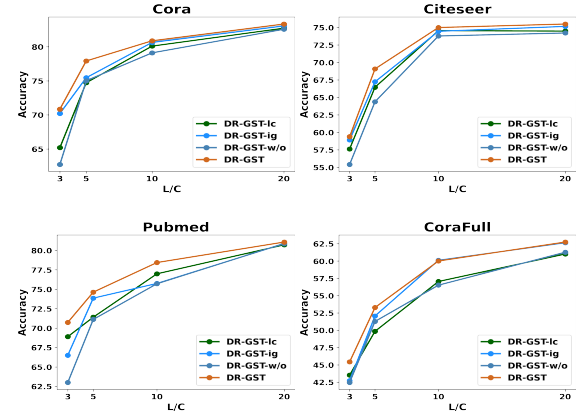 Cora
Accuracy
80
75
70
65
3 5 10 20
L/C
DR-GST-lc
DR-GST-ig
DR-GST-w/o
DR-GST
Citeseer
Accuracy
75.0
72.5
70.0
67.5
65.0
62.5
60.0
57.5
55.0
3 5 10 20
L/C
DR-GST-lc
DR-GST-ig
DR-GST-w/o
DR-GST
Pubmed
Accuracy
80.0
77.5
75.0
72.5
70.0
67.5
65.0
62.5
3 5 10 20
L/C
DR-GST-lc
DR-GST-ig
DR-GST-w/o
DR-GST
CoraFull
Accuracy
62.5
60.0
57.5
55.0
52.5
50.0
47.5
45.0
42.5
3 5 10 20
L/C
DR-GST-lc
DR-GST-ig
DR-GST-w/o
DR-GST